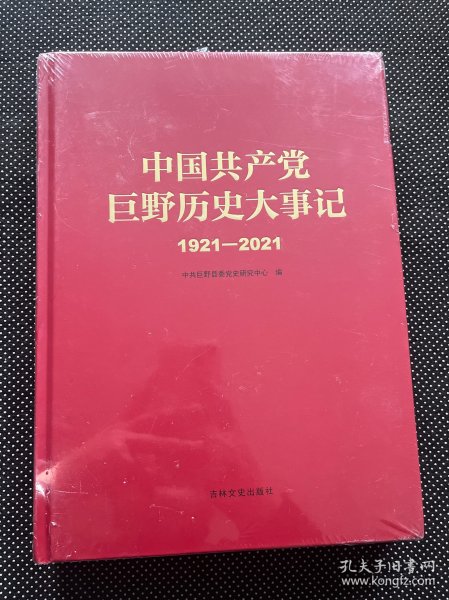 中国共产党
巨野历史大事记
1921—2021
中共巨野县委党史研究中心 编
吉林文史出版社
孔夫子旧书网
www.kongfz.com